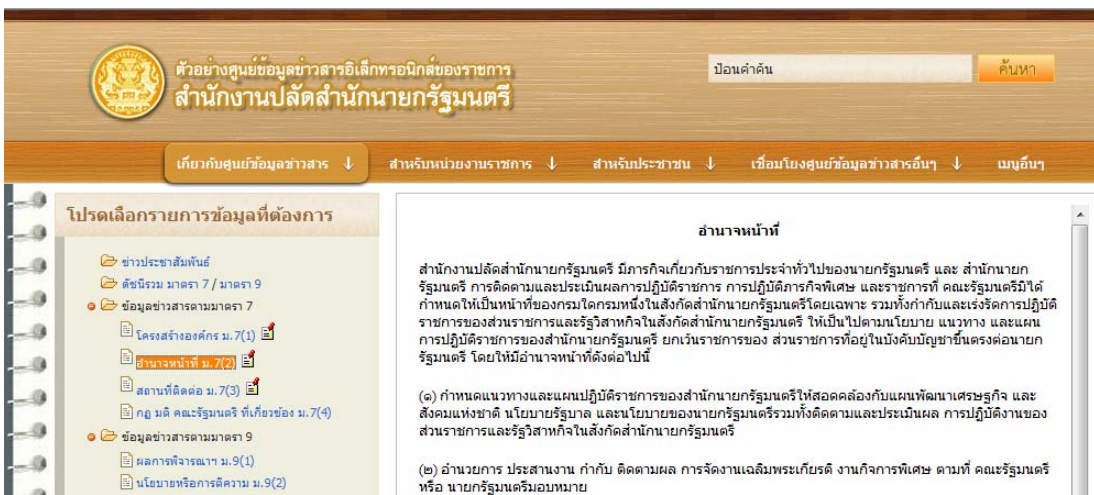 ตัวอย่างศูนย์ข้อมูลข่าวสารอิเล็กทรอนิกส์ของราชการ
สำนักงานปลัดสำนักนายกรัฐมนตรี
ป้อนคำค้น
ค้นหา
เกี่ยวกับศูนย์ข้อมูลข่าวสาร ↓
สำหรับหน่วยงานราชการ ↓
สำหรับประชาชน ↓
เชื่อมโยงศูนย์ข้อมูลข่าวสารอื่นๆ ↓
เมนูอื่นๆ
โปรดเลือกรายการข้อมูลที่ต้องการ
ข่าวประชาสัมพันธ์
ดัชนีรวม มาตรา 7 / มาตรา 9
ข้อมูลข่าวสารตามมาตรา 7
โครงสร้างองค์กร ม.7(1)
อำนาจหน้าที่ ม.7(2)
สถานที่ติดต่อ ม.7(3)
กฎ มติ คณะรัฐมนตรี ที่เกี่ยวข้อง ม.7(4)
ข้อมูลข่าวสารตามมาตรา 9
ผลการพิจารณาฯ ม.9(1)
นโยบายหรือการตีความ ม.9(2)
อำนาจหน้าที่
สำนักงานปลัดสำนักนายกรัฐมนตรี มีภารกิจเกี่ยวกับราชการประจำทั่วไปของนายกรัฐมนตรี และ สำนักนายก
รัฐมนตรี การติดตามและประเมินผลการปฏิบัติราชการ การปฏิบัติภารกิจพิเศษ และราชการที่ คณะรัฐมนตรีมิได้
กำหนดให้เป็นหน้าที่ของกรมใดกรมหนึ่งในสังกัดสำนักนายกรัฐมนตรีโดยเฉพาะ รวมทั้งกำกับและเร่งรัดการปฏิบัติ
ราชการของส่วนราชการและรัฐวิสาหกิจในสังกัดสำนักนายกรัฐมนตรี ให้เป็นไปตามนโยบาย แนวทาง และแผน
การปฏิบัติราชการของสำนักนายกรัฐมนตรี ยกเว้นราชการของ ส่วนราชการที่อยู่ในบังคับบัญชาขึ้นตรงต่อนายก
รัฐมนตรี โดยให้มีอำนาจหน้าที่ดังต่อไปนี้
(๑) กำหนดแนวทางและแผนปฏิบัติราชการของสำนักนายกรัฐมนตรีให้สอดคล้องกับแผนพัฒนาเศรษฐกิจ และ
สังคมแห่งชาติ นโยบายรัฐบาล และนโยบายของนายกรัฐมนตรีรวมทั้งติดตามและประเมินผล การปฏิบัติงานของ
ส่วนราชการและรัฐวิสาหกิจในสังกัดสำนักนายกรัฐมนตรี
(๒) อำนวยการ ประสานงาน กำกับ ติดตามผล การจัดงานเฉลิมพระเกียรติ งานกิจการพิเศษ ตามที่ คณะรัฐมนตรี
หรือ นายกรัฐมนตรีมอบหมาย